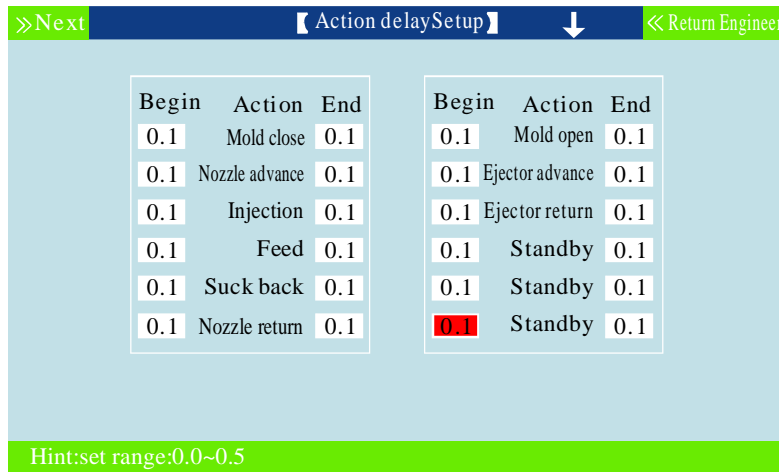 ≫Next 【Action delaySetup】 ↓ ≪Return Engineer
Begin Action End
0.1 Mold close 0.1
0.1 Nozzle advance 0.1
0.1 Injection 0.1
0.1 Feed 0.1
0.1 Suck back 0.1
0.1 Nozzle return 0.1
Begin Action End
0.1 Mold open 0.1
0.1 Ejector advance 0.1
0.1 Ejector return 0.1
0.1 Standby 0.1
0.1 Standby 0.1
0.1 Standby 0.1
Hint:set range:0.0~0.5